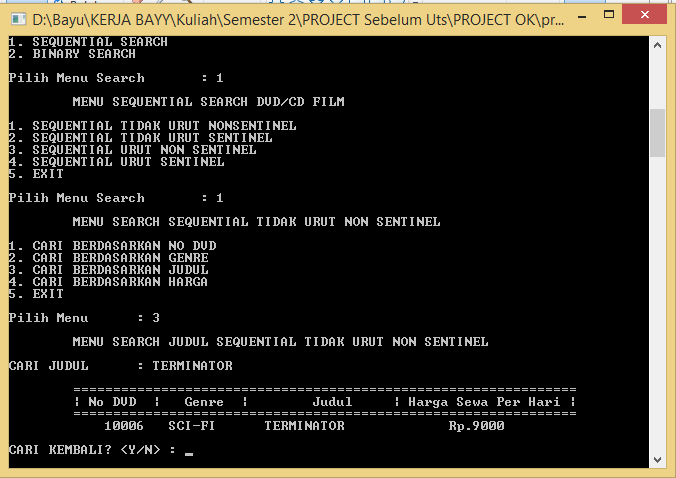 D:\Bayu\KERJA BAYY\Kuliah\Semester 2\PROJECT Sebelum Uts\PROJECT OK\pr...
1. SEQUENTIAL SEARCH
2. BINARY SEARCH
Pilih Menu Search : 1
MENU SEQUENTIAL SEARCH DVD/CD FILM
1. SEQUENTIAL TIDAK URUT NONSENTINEL
2. SEQUENTIAL TIDAK URUT SENTINEL
3. SEQUENTIAL URUT NON SENTINEL
4. SEQUENTIAL URUT SENTINEL
5. EXIT
Pilih Menu Search : 1
MENU SEARCH SEQUENTIAL TIDAK URUT NON SENTINEL
1. CARI BERDASARKAN NO DVD
2. CARI BERDASARKAN GENRE
3. CARI BERDASARKAN JUDUL
4. CARI BERDASARKAN HARGA
5. EXIT
Pilih Menu : 3
MENU SEARCH JUDUL SEQUENTIAL TIDAK URUT NON SENTINEL
CARI JUDUL : TERMINATOR
===============================================================
| No DVD | Genre | Judul | Harga Sewa Per Hari |
===============================================================
10006 SCI-FI TERMINATOR Rp.9000
CARI KEMBALI? <Y/N> : _